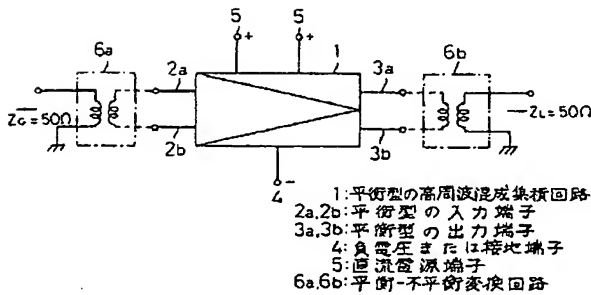 5 5
6a 2a + + 1 3a 6b
ZG=50Ω ZL=50Ω
2b 3b
4 -
1:平衡型の高周波混成集積回路
2a,2b:平衡型の入力端子
3a,3b:平衡型の出力端子
4:負電圧または接地端子
5:直流電源端子
6a,6b:平衡-不平衡変換回路